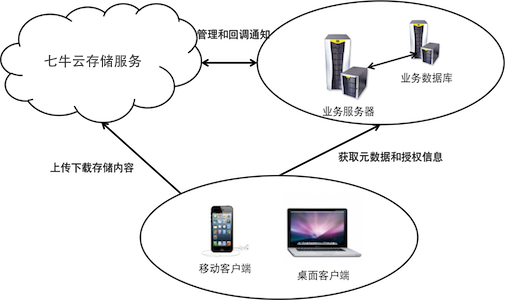 管理和回调通知
七牛云存储服务
业务数据库
业务服务器
上传下载存储内容
获取元数据和授权信息
移动客户端
桌面客户端